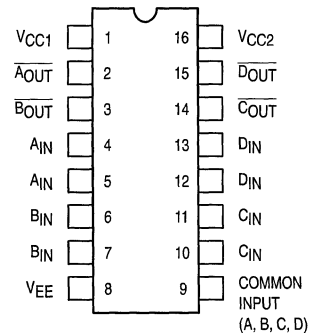 VCC1 1 16 VCC2
AOUT 2 15 DOUT
BOUT 3 14 COUT
AIN 4 13 DIN
AIN 5 12 DIN
BIN 6 11 CIN
BIN 7 10 CIN
VEE 8 9 COMMON
INPUT
(A, B, C, D)